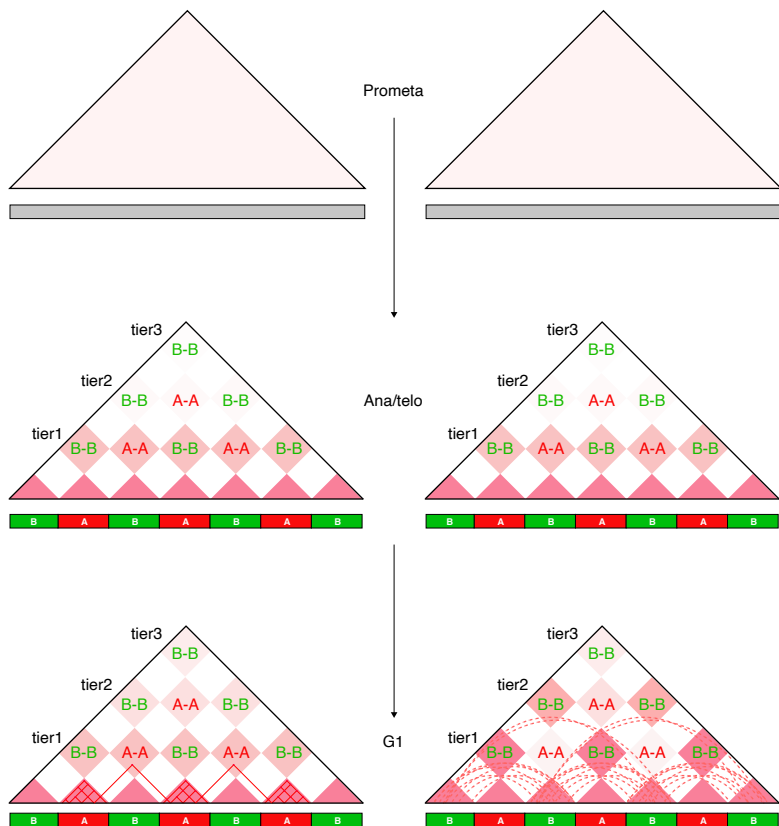 Prometa
tier3 B-B tier3 B-B
tier2 B-B A-A B-B Ana/telo tier2 B-B A-A B-B
tier1 B-B A-A B-B A-A B-B tier1 B-B A-A B-B A-A B-B
B A B A B A B B A B A B A B
tier3 B-B tier3 B-B
tier2 B-B A-A B-B tier2 B-B A-A B-B
tier1 B-B A-A B-B A-A B-B G1 tier1 B-B A-A B-B A-A B-B
B A B A B A B B A B A B A B